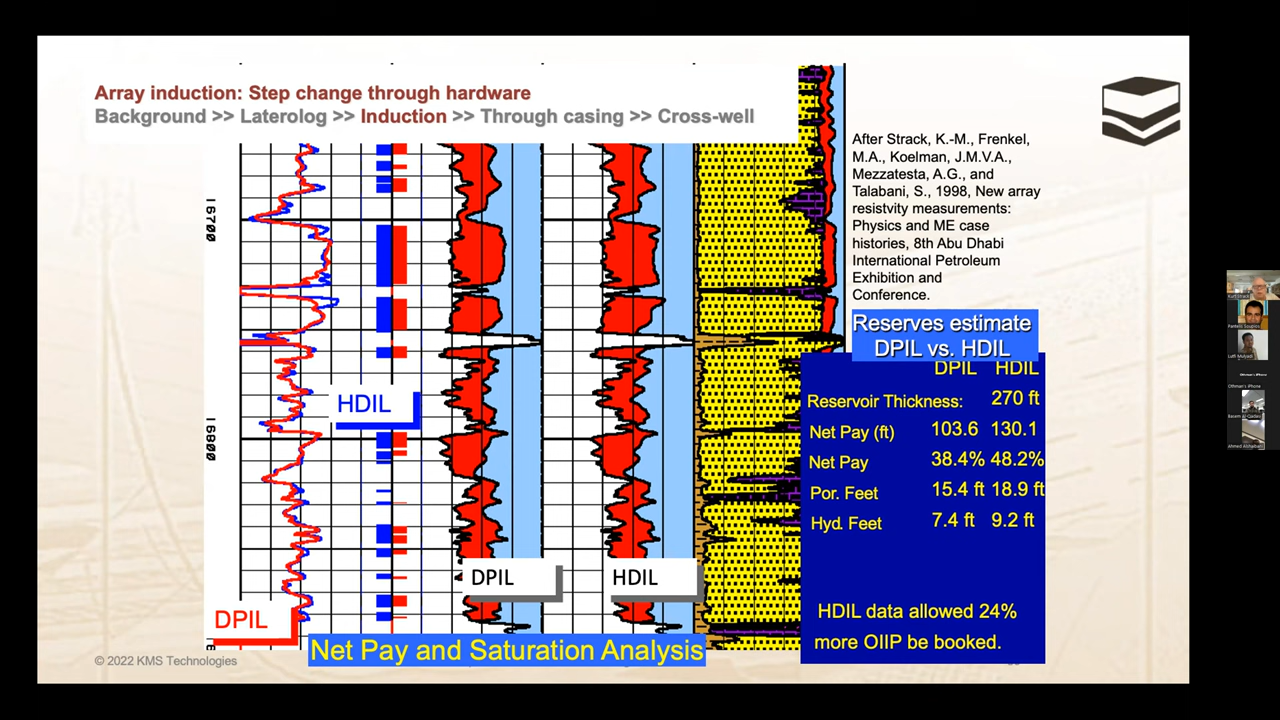 Array induction: Step change through hardware
Background >> Laterolog >> Induction >> Through casing >> Cross-well
After Strack, K.-M., Frenkel,
M.A., Koelman, J.M.V.A.,
Mezzatesta, A.G., and
Talabani, S., 1998, New array
resistvity measurements:
Physics and ME case
histories, 8th Abu Dhabi
International Petroleum
Exhibition and
Conference.
16700
16800
HDIL
DPIL
DPIL
HDIL
Net Pay and Saturation Analysis
Reserves estimate
DPIL vs. HDIL
DPIL HDIL
Reservoir Thickness: 270 ft
Net Pay (ft) 103.6 130.1
Net Pay 38.4% 48.2%
Por. Feet 15.4 ft 18.9 ft
Hyd. Feet 7.4 ft 9.2 ft
HDIL data allowed 24%
more OIIP be booked.
© 2022 KMS Technologies
Othman's iPhone
Othman's iPhone